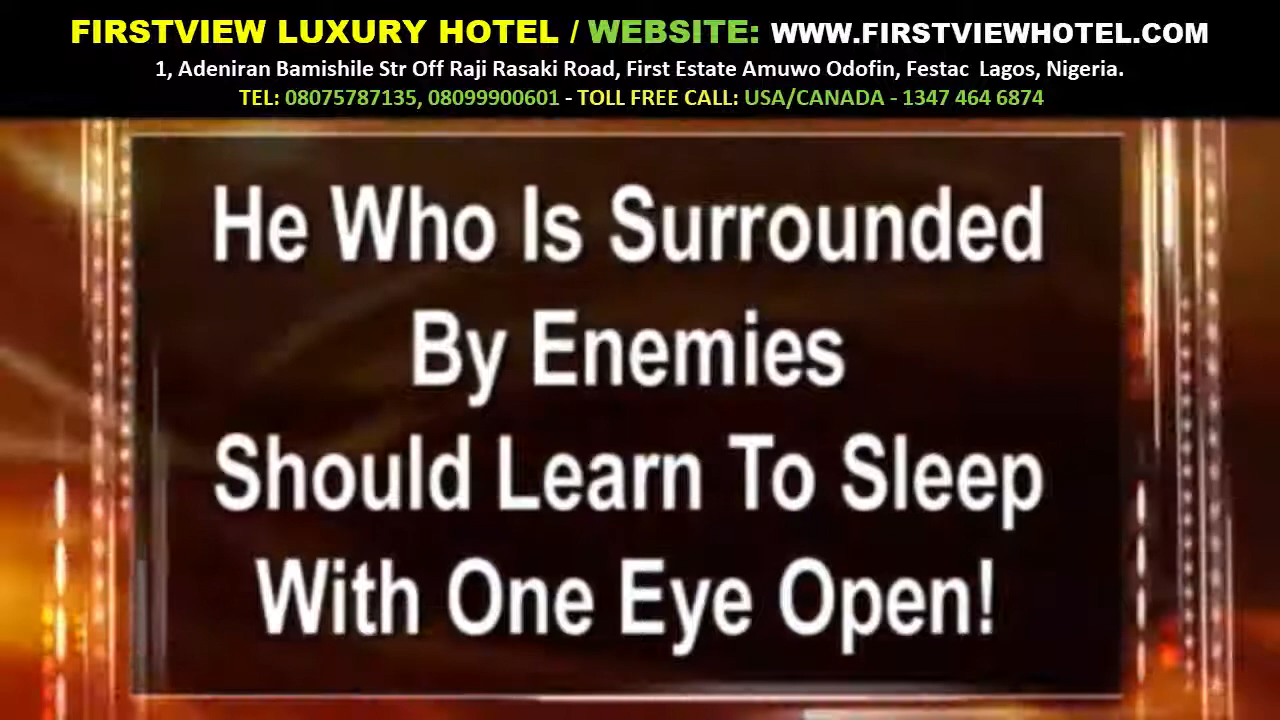 FIRSTVIEW LUXURY HOTEL / WEBSITE: WWW.FIRSTVIEWHOTEL.COM
1, Adeniran Bamishile Str Off Raji Rasaki Road, First Estate Amuwo Odofin, Festac Lagos, Nigeria.
TEL: 08075787135, 08099900601 - TOLL FREE CALL: USA/CANADA - 1347 464 6874
He Who Is Surrounded
By Enemies
Should Learn To Sleep
With One Eye Open!